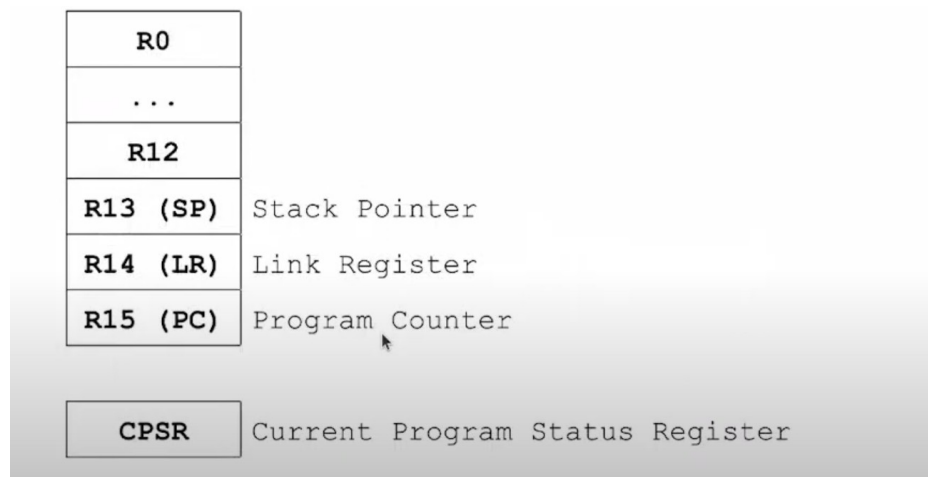 R0
...
R12
R13 (SP) Stack Pointer
R14 (LR) Link Register
R15 (PC) Program Counter
CPSR Current Program Status Register